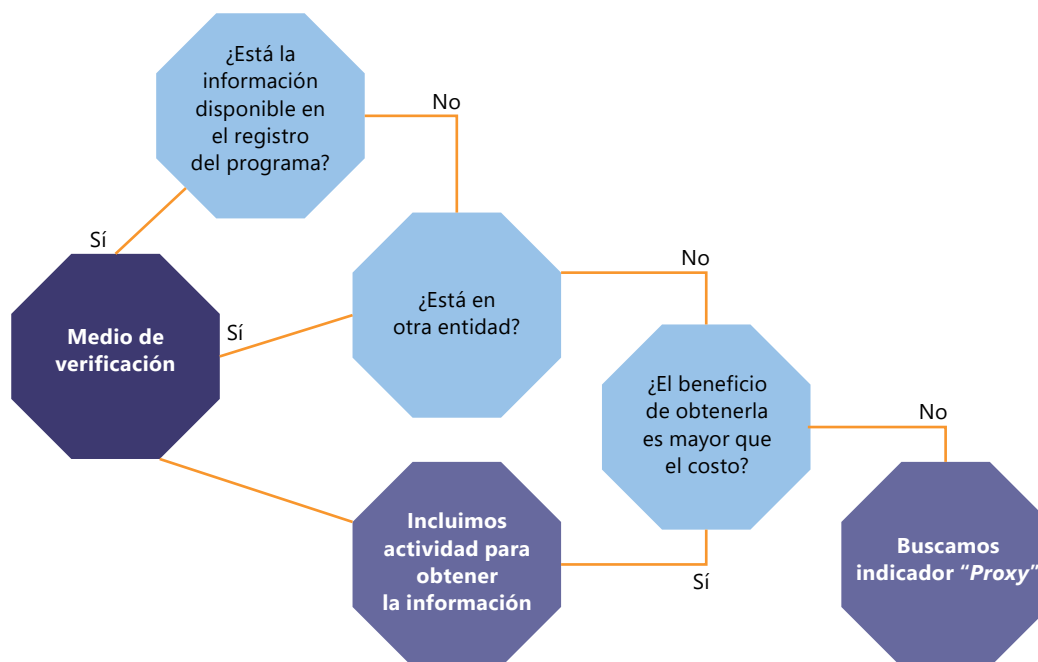 ¿Está la
información
disponible en
el registro
del programa?
No
Sí
¿Está en
otra entidad?
No
Sí
Medio de
verificación
¿El beneficio
de obtenerla
es mayor que
el costo?
No
Sí
Incluimos
actividad para
obtener
la información
Buscamos
indicador “Proxy”